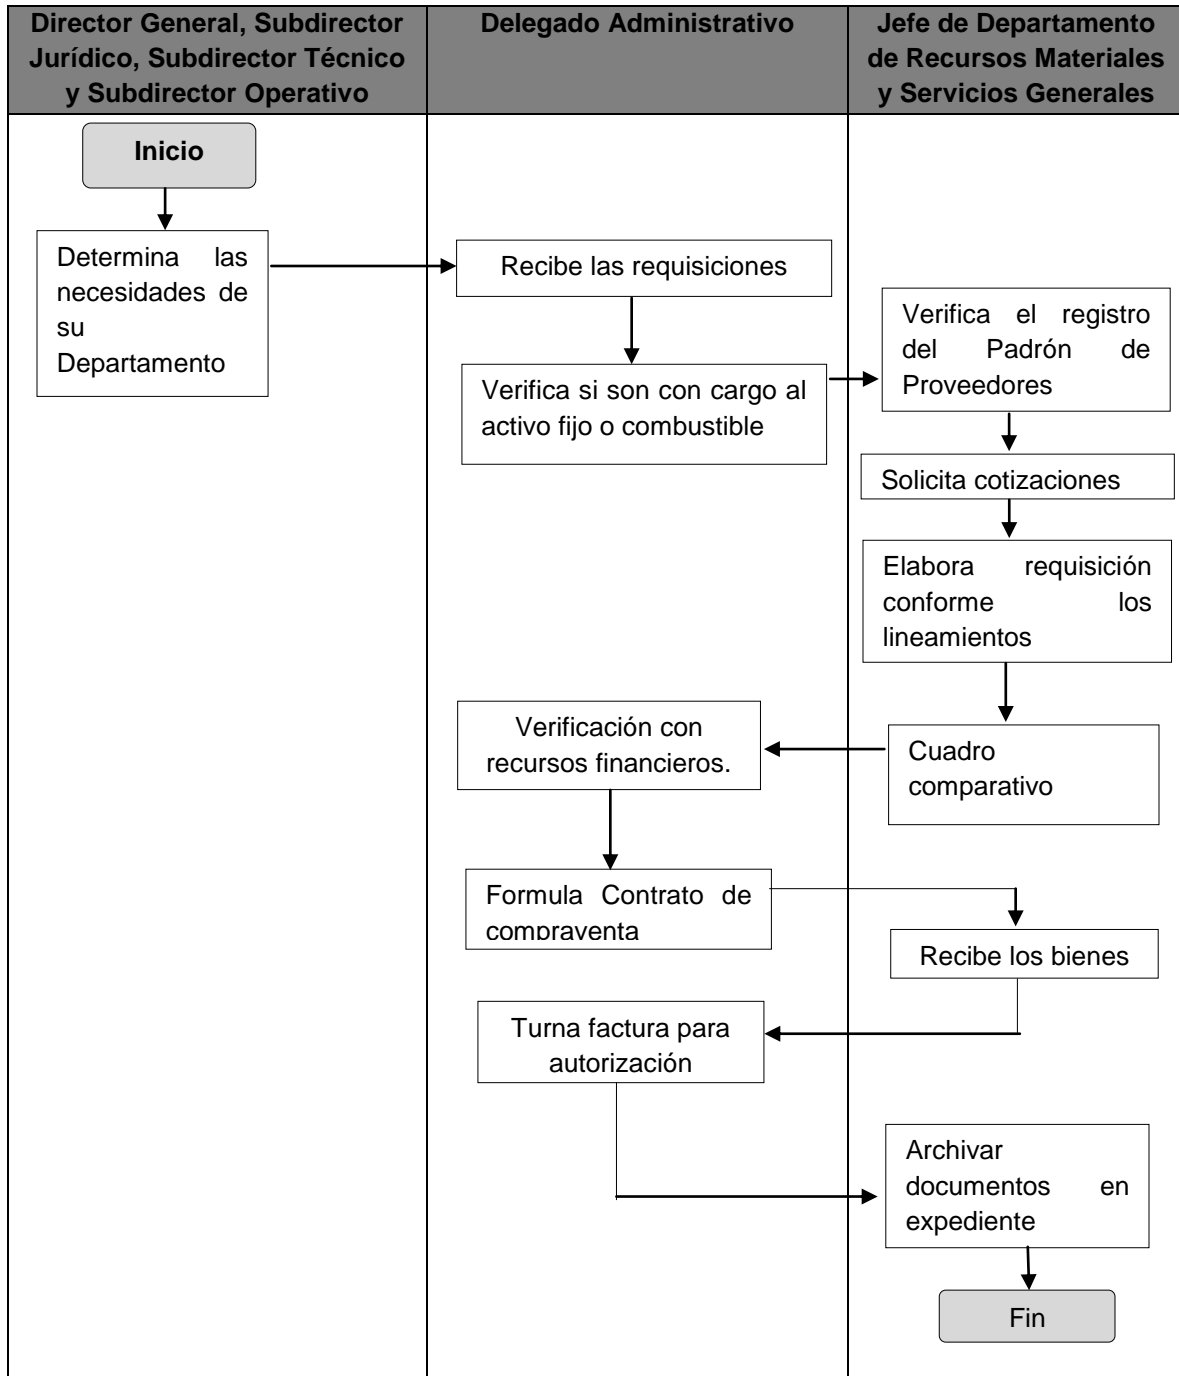 Director General, Subdirector
Jurídico, Subdirector Técnico
y Subdirector Operativo
Delegado Administrativo
Jefe de Departamento
de Recursos Materiales
y Servicios Generales
Inicio
Determina las
necesidades de
su
Departamento
Recibe las requisiciones
Verifica si son con cargo al
activo fijo o combustible
Verifica el registro
del Padrón de
Proveedores
Solicita cotizaciones
Elabora requisición
conforme los
lineamientos
Cuadro
comparativo
Verificación con
recursos financieros.
Formula Contrato de
compraventa
Recibe los bienes
Turna factura para
autorización
Archivar
documentos en
expediente
Fin